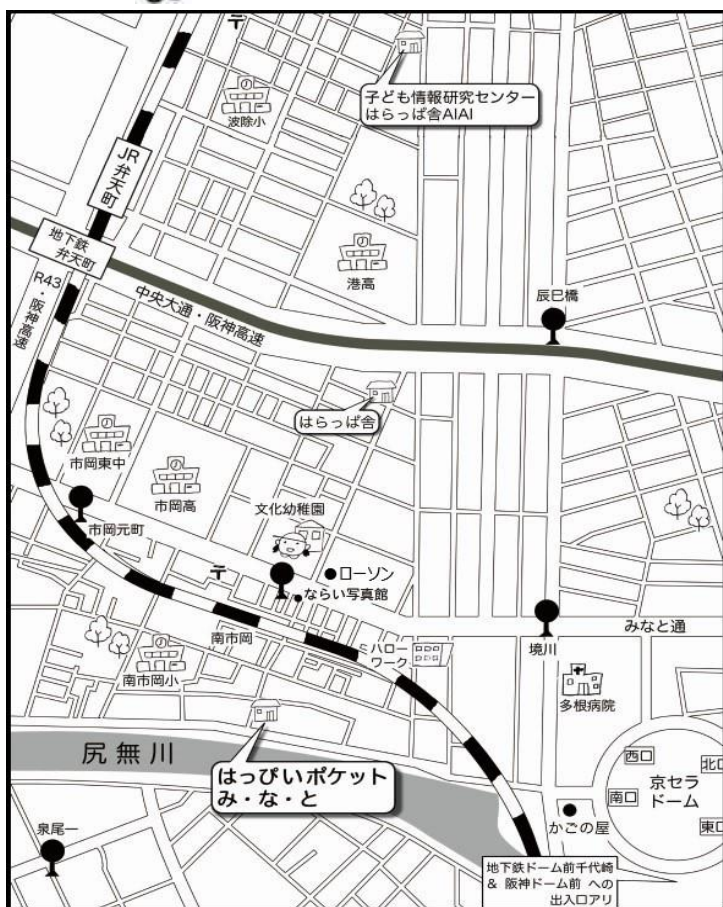 〒
波除小
子ども情報研究センター
はらっぱ舎AIAI
JR
弁天町
地下鉄
弁天町
港高
R43
・阪神高速
中央大通・阪神高速
辰巳橋
はらっぱ舎
市岡東中
市岡高
文化幼稚園
市岡元町
〒
ローソン
ならい写真館
南市岡
ハロー
ワーク
みなと通
境川
南市岡小
多根病院
尻無川
はっぴいポケット
み・な・と
西口
北口
京セラ
ドーム
南口
東口
かごの屋
泉尾一
地下鉄ドーム前千代崎
& 阪神ドーム前 への
出入口アリ